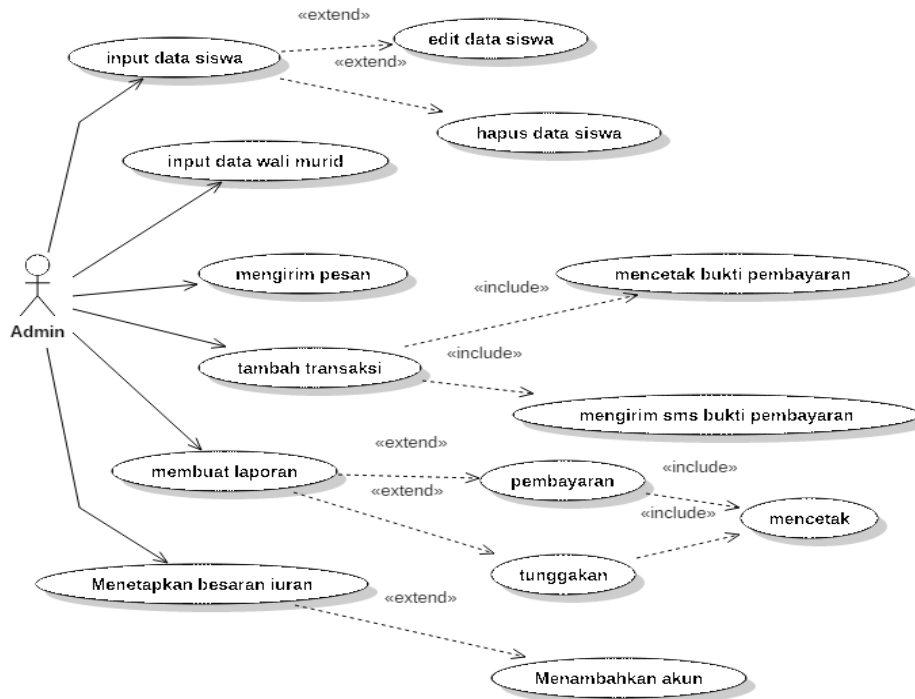 «extend»
edit data siswa
input data siswa
«extend»
hapus data siswa
input data wali murid
mengirim pesan
mencetak bukti pembayaran
«include»
Admin
tambah transaksi
«include»
mengirim sms bukti pembayaran
«extend»
membuat laporan
pembayaran
«include»
«extend»
«include»
mencetak
tunggakan
Menetapkan besaran iuran
«extend»
Menambahkan akun